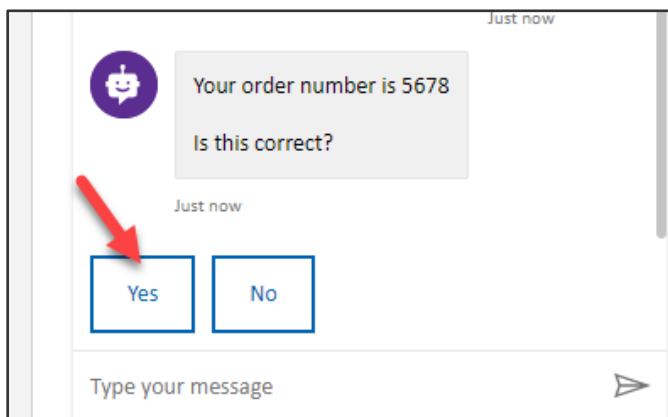 Just now
Your order number is 5678
Is this correct?
Just now
Yes
No
Type your message